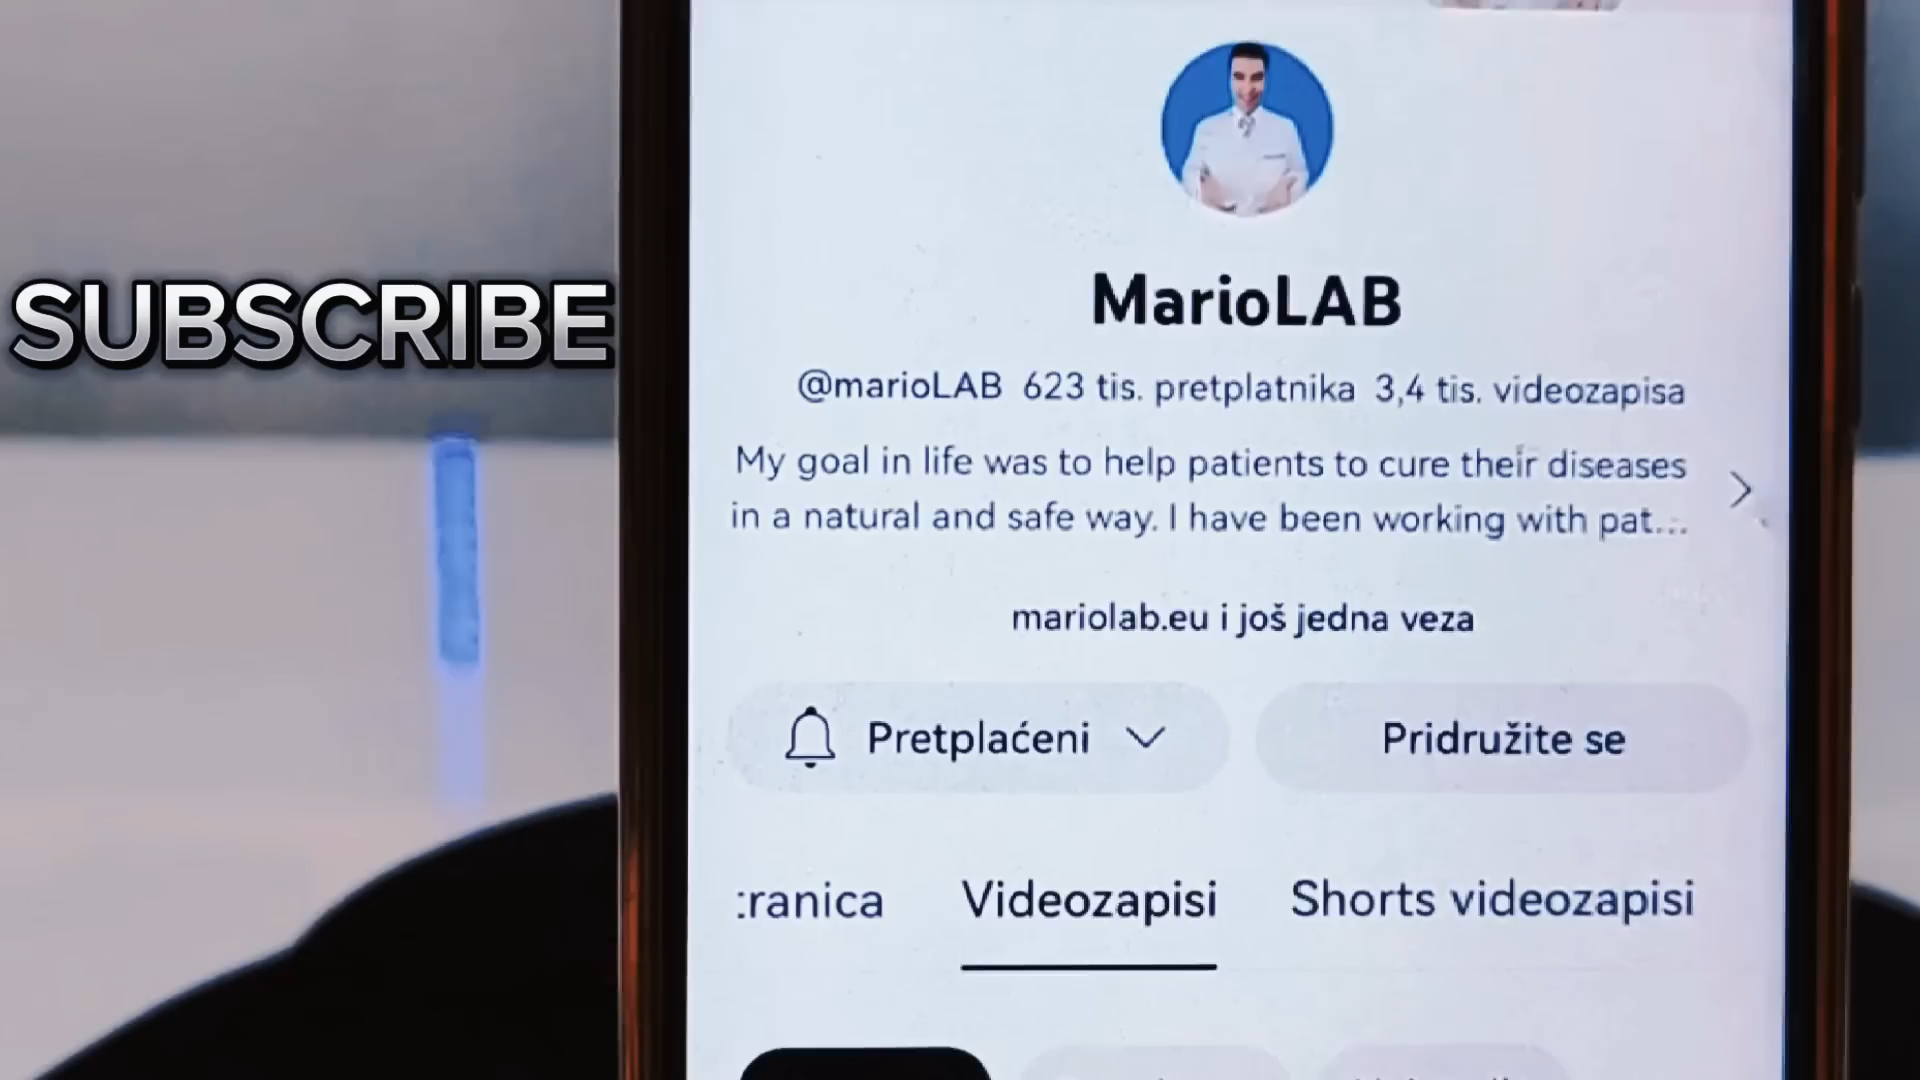 SUBSCRIBE
MarioLAB
@marioLAB 623 tis. pretplatnika 3,4 tis. videozapisa
My goal in life was to help patients to cure their diseases
in a natural and safe way. I have been working with pat...
mariolab.eu i još jedna veza
Pretplaćeni
Pridružite se
:ranica Videozapisi Shorts videozapisi